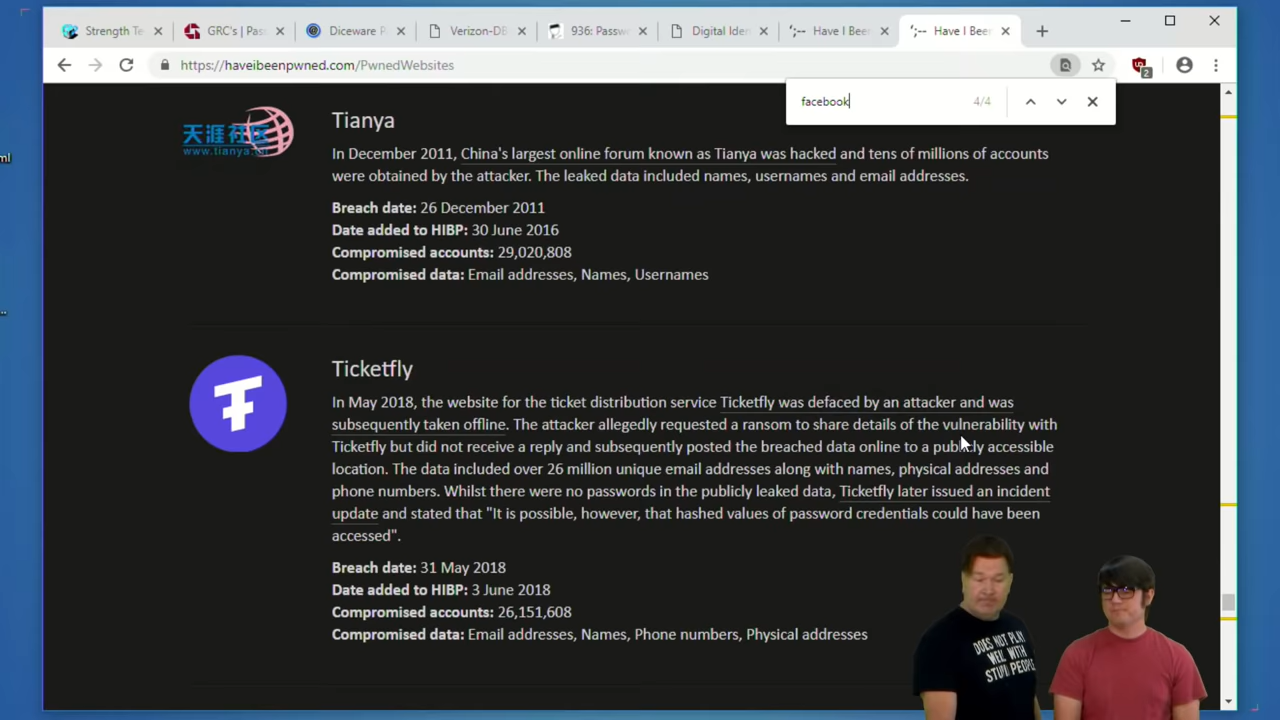 Strength Te
GRC's | Pas
Diceware P
Verizon-DB
936: Passw
Digital Iden
Have I Been
Have I Been
https://haveibeenpwned.com/PwnedWebsites
2
facebook
4/4
ml
天涯社区
www.tianya.cn
Tianya
In December 2011, China's largest online forum known as Tianya was hacked and tens of millions of accounts
were obtained by the attacker. The leaked data included names, usernames and email addresses.
Breach date: 26 December 2011
Date added to HIBP: 30 June 2016
Compromised accounts: 29,020,808
Compromised data: Email addresses, Names, Usernames
Ticketfly
In May 2018, the website for the ticket distribution service Ticketfly was defaced by an attacker and was
subsequently taken offline. The attacker allegedly requested a ransom to share details of the vulnerability with
Ticketfly but did not receive a reply and subsequently posted the breached data online to a publicly accessible
location. The data included over 26 million unique email addresses along with names, physical addresses and
phone numbers. Whilst there were no passwords in the publicly leaked data, Ticketfly later issued an incident
update and stated that "It is possible, however, that hashed values of password credentials could have been
accessed".
Breach date: 31 May 2018
Date added to HIBP: 3 June 2018
Compromised accounts: 26,151,608
Compromised data: Email addresses, Names, Phone numbers, Physical addresses
DOES NOT PLAY
WELL WITH
STUPID PEOPLE